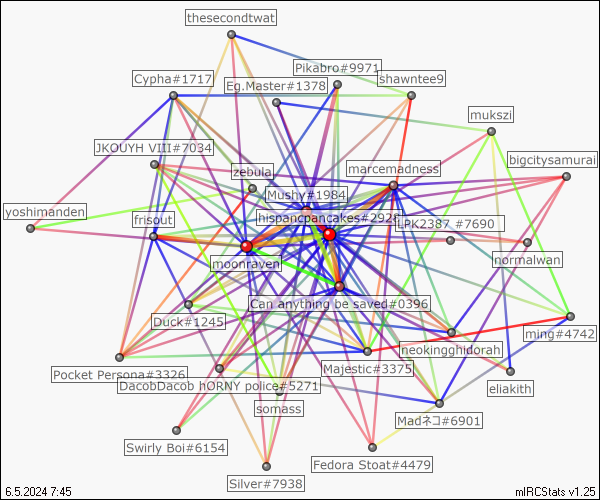 thesecondtwat
Pikabro#9971
Cypha#1717
Eg.Master#1378
shawntee9
mukszi
JKOUYH VIII#7034
bigcitysamurai
zebula
marcemadness
Mushy#1984
yoshimanden
frisout
hispancpancakes#2928
LPK2387_#7690
normalwan
moonraven
Can anything be saved#0396
Duck#1245
ming#4742
neokingghidorah
Majestic#3375
Pocket Persona#3326
DacobDacob hORNY police#5271
eliakith
somass
Madネコ#6901
Swirly Boi#6154
Fedora Stoat#4479
Silver#7938
6.5.2024 7:45
mIRCStats v1.25